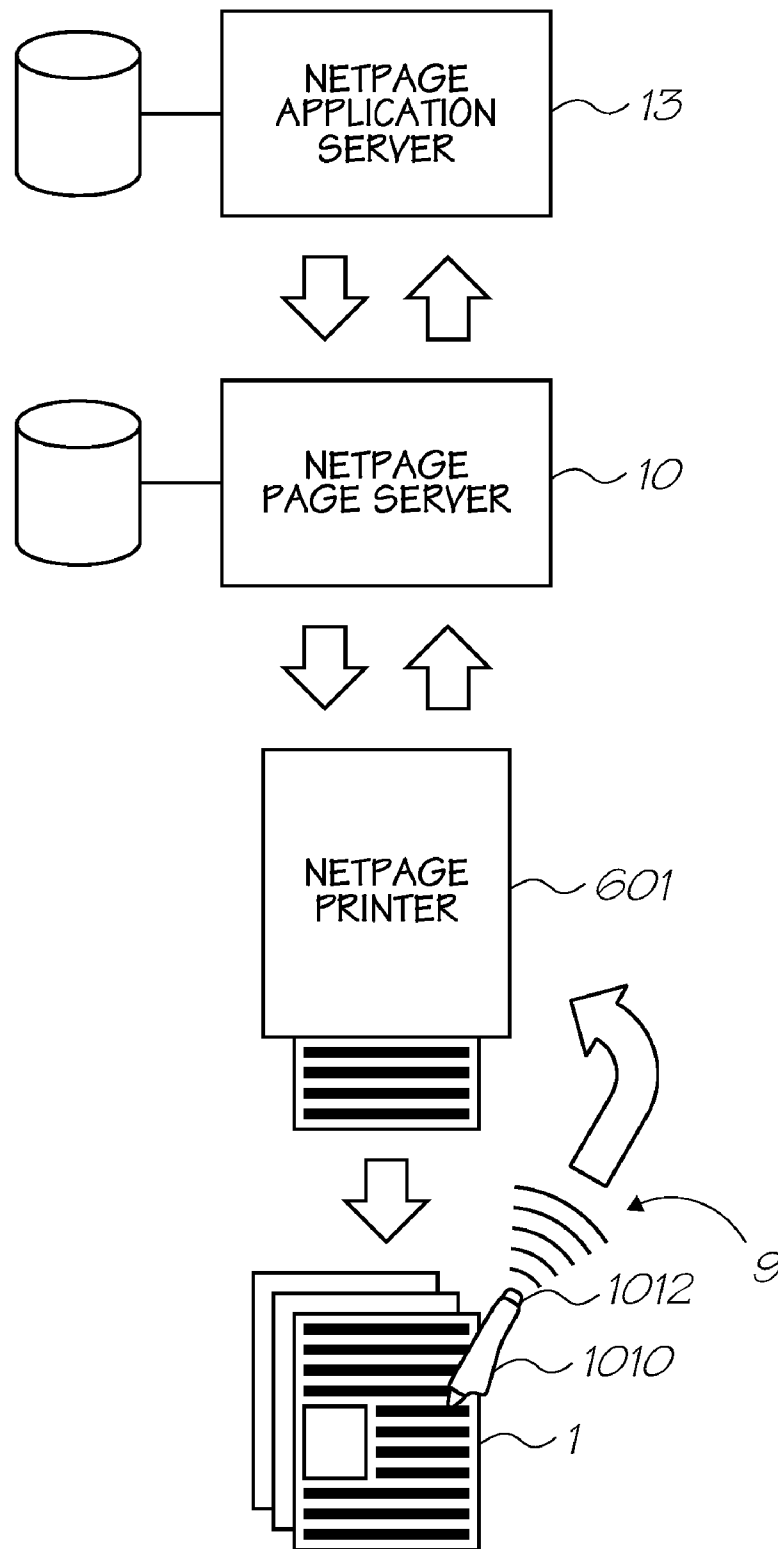 NETPAGE
APPLICATION
SERVER
13
NETPAGE
PAGE SERVER
10
NETPAGE
PRINTER
601
9
1012
1010
1